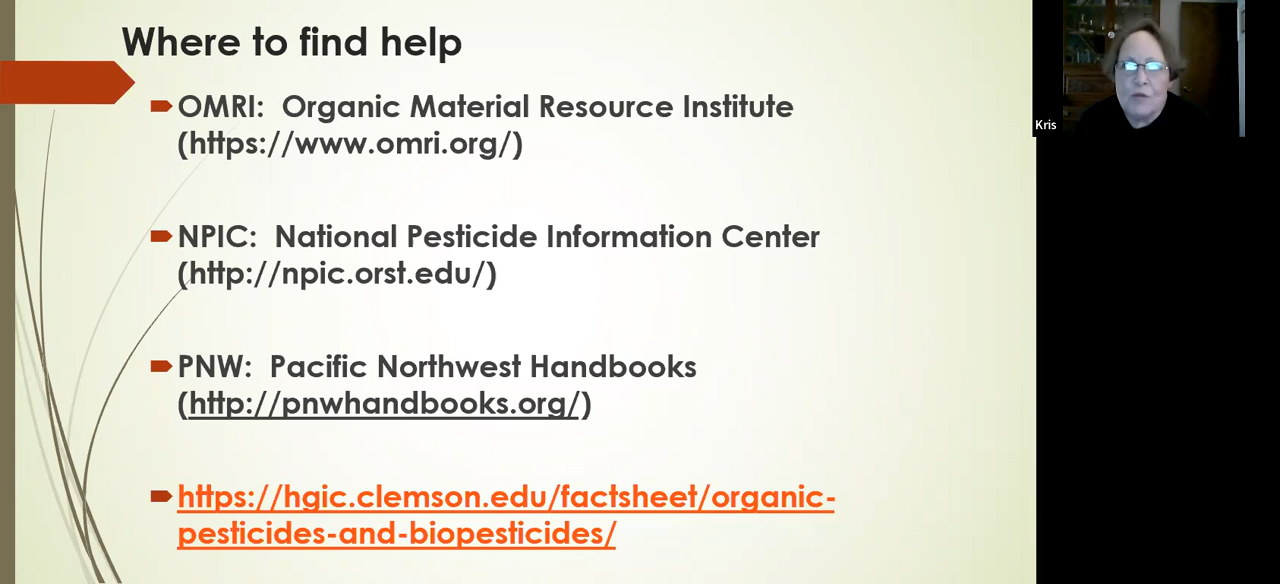 Where to find help
OMRI:  Organic Material Resource Institute
(https://www.omri.org/)
NPIC:  National Pesticide Information Center
(http://npic.orst.edu/)
PNW:  Pacific Northwest Handbooks
(http://pnwhandbooks.org/)
https://hgic.clemson.edu/factsheet/organic-
pesticides-and-biopesticides/
Kris